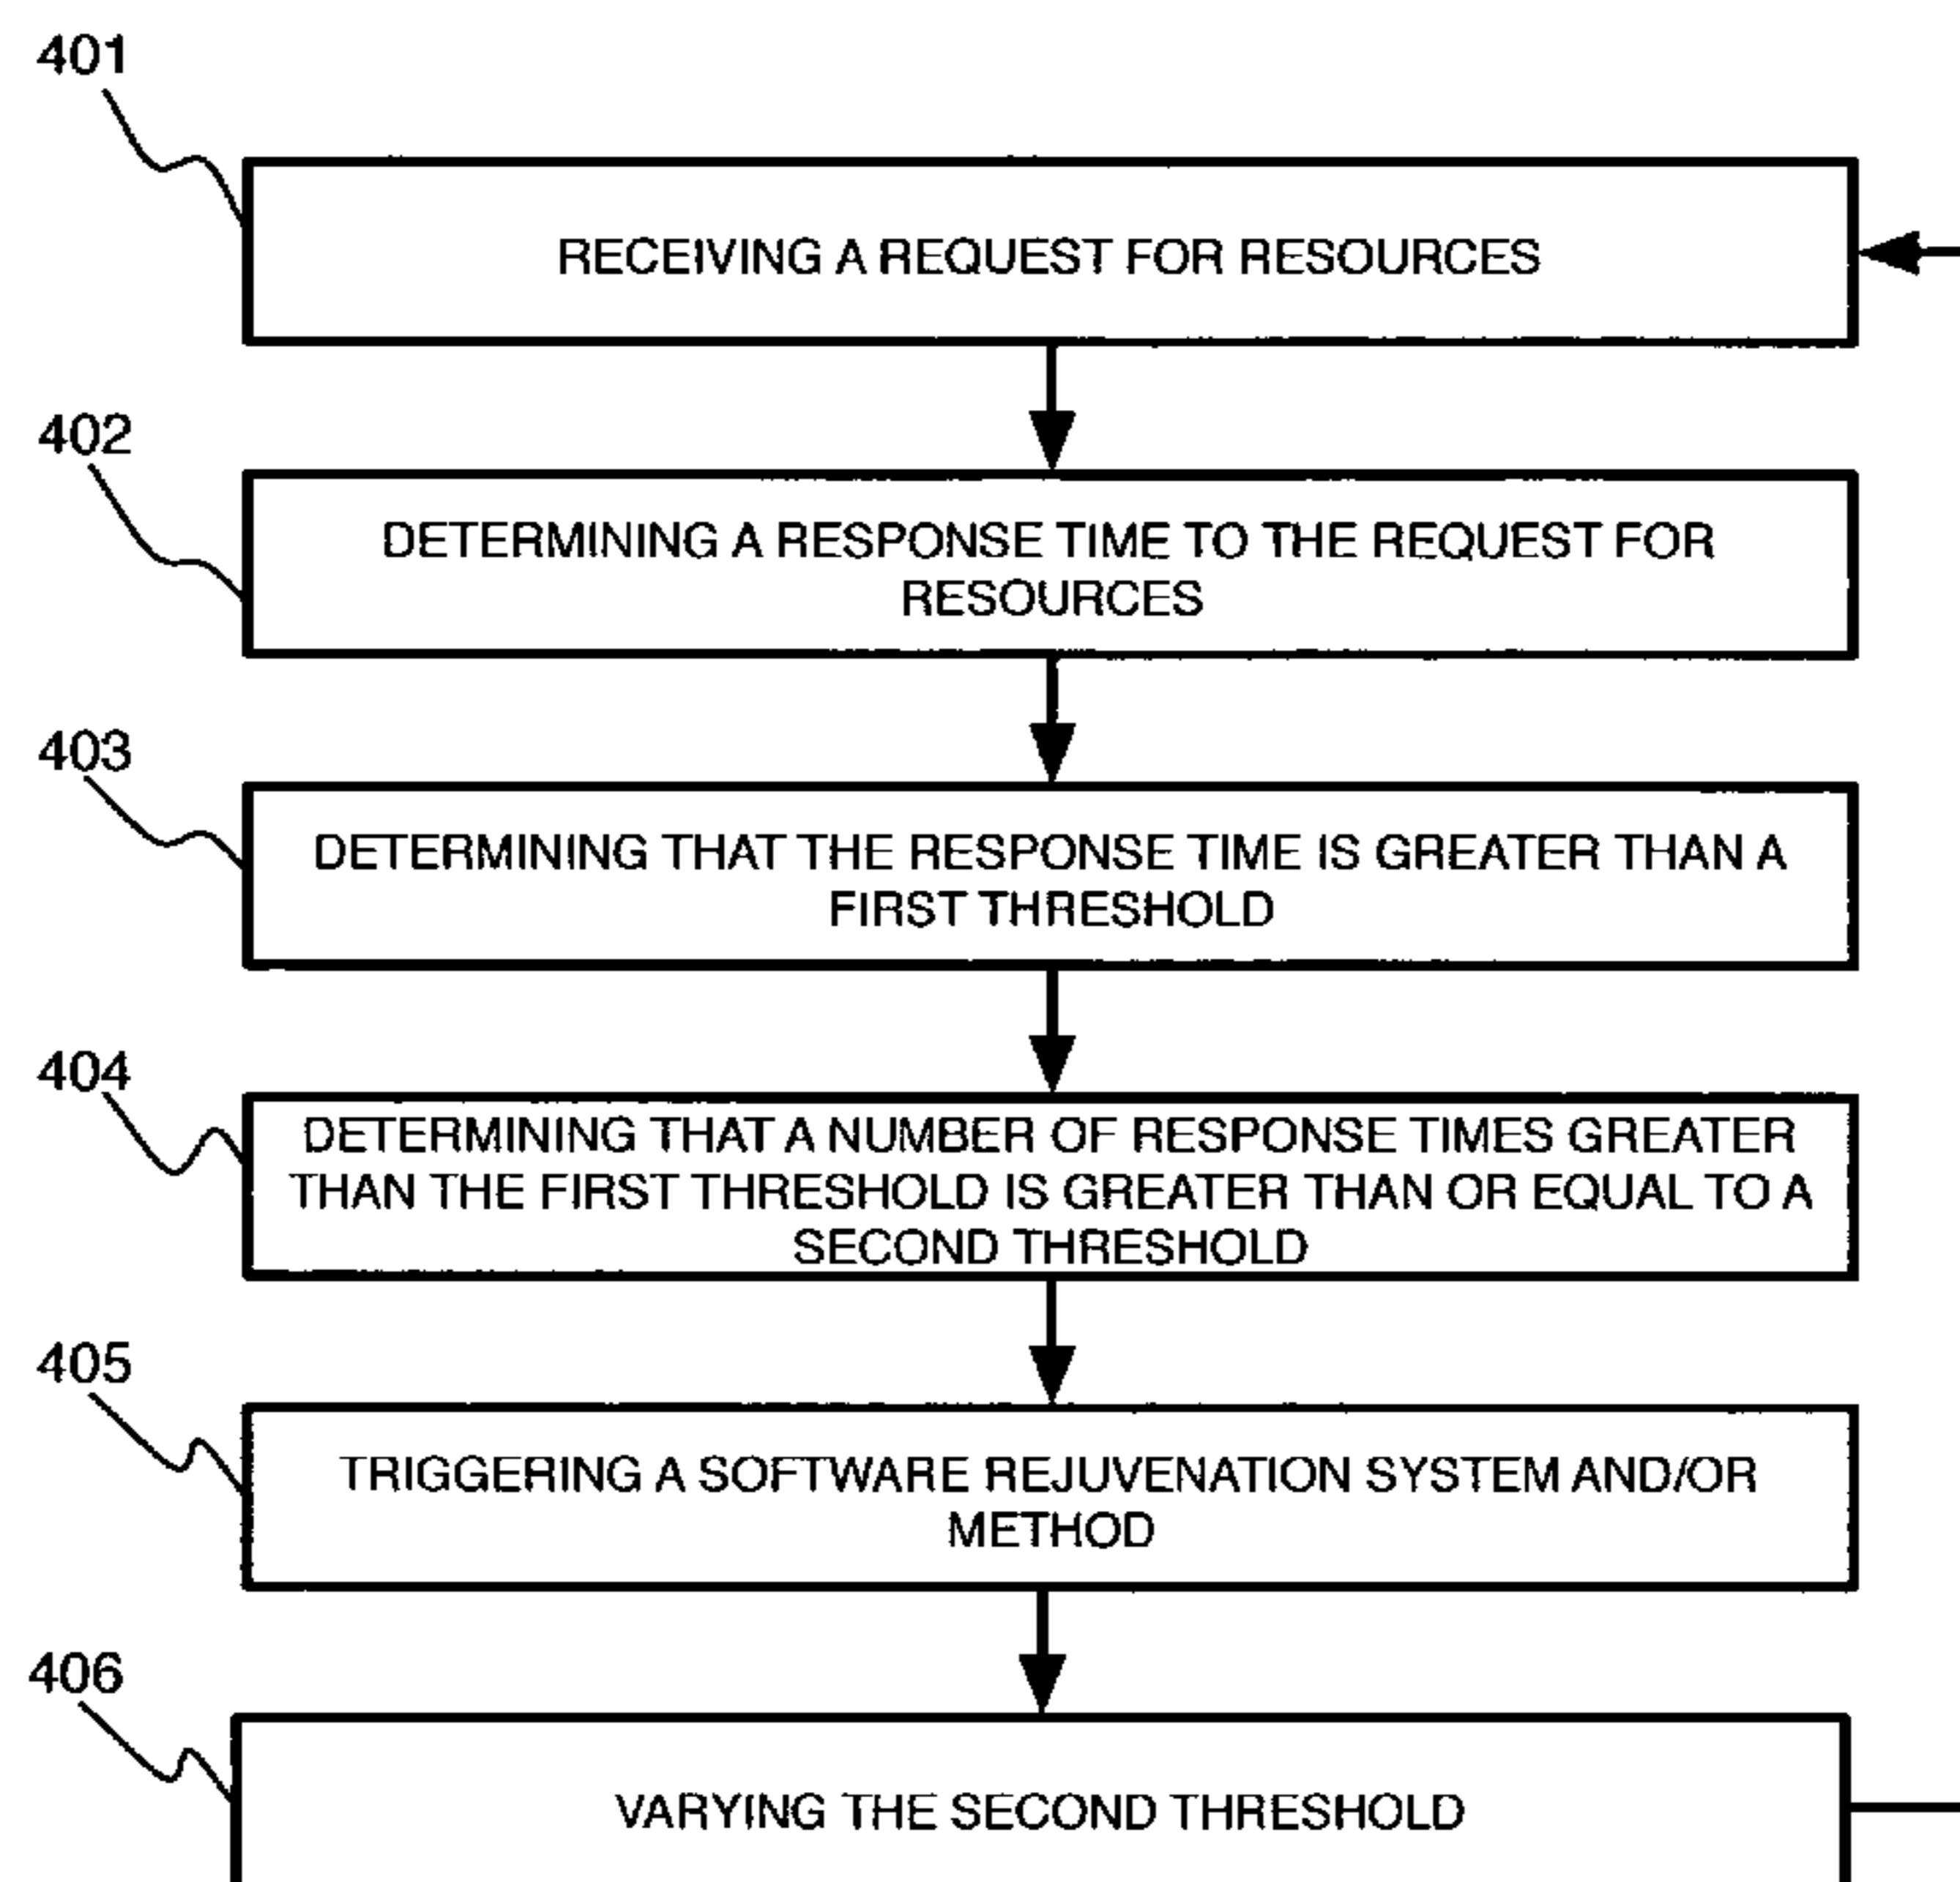 401
RECEIVING A REQUEST FOR RESOURCES
402
DETERMINING A RESPONSE TIME TO THE REQUEST FOR
RESOURCES
403
DETERMINING THAT THE RESPONSE TIME IS GREATER THAN A
FIRST THRESHOLD
404
DETERMINING THAT A NUMBER OF RESPONSE TIMES GREATER
THAN THE FIRST THRESHOLD IS GREATER THAN OR EQUAL TO A
SECOND THRESHOLD
405
TRIGGERING A SOFTWARE REJUVENATION SYSTEM AND/OR
METHOD
406
VARYING THE SECOND THRESHOLD